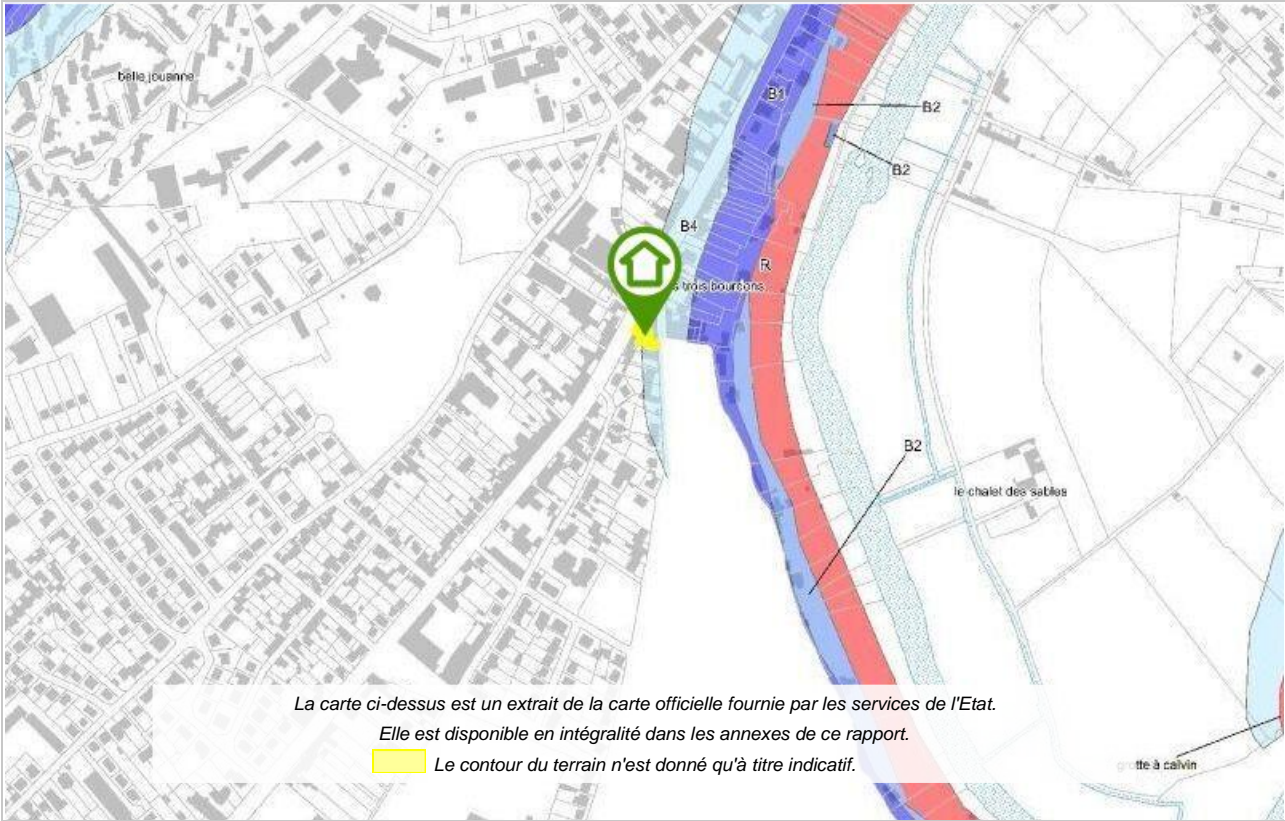 belle jouanne
B1
B2
B2
B4
R
s trois bourdons
B2
le chalet des sables
La carte ci-dessus est un extrait de la carte officielle fournie par les services de l'Etat.
Elle est disponible en intégralité dans les annexes de ce rapport.
Le contour du terrain n'est donné qu'à titre indicatif.
grotte à calvin